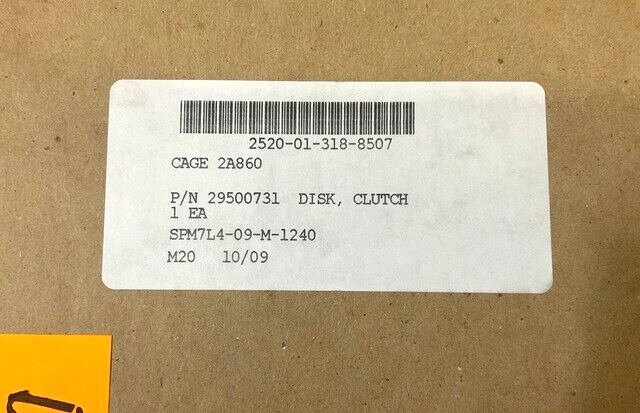 2520-01-318-8507
CAGE 2A860
P/N 29500731 DISK, CLUTCH
1 EA
SPM7L4-09-M-1240
M20 10/09